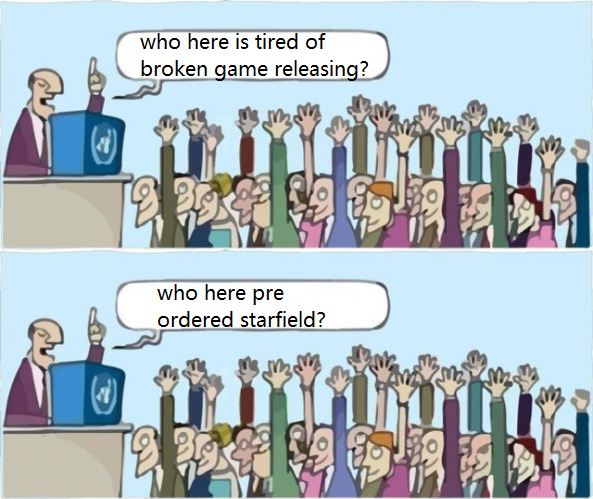 who here is tired of
broken game releasing?
who here pre
ordered starfield?